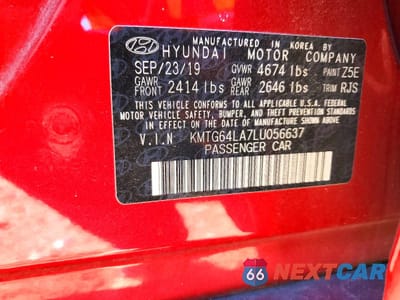 MANUFACTURED IN KOREA BY
HYUNDAI MOTOR COMPANY
SEP/23/19 GVWR 4674 lbs PAINT Z5E
GAWR FRONT 2414 lbs GAWR REAR 2646 lbs TRIM RJS
THIS VEHICLE CONFORMS TO ALL APPLICABLE FEDERAL
MOTOR VEHICLE SAFETY, BUMPER, AND THEFT PREVENTION STANDARDS
IN EFFECT ON THE DATE OF MANUFACTURE SHOWN ABOVE.
V.I.N KMTG64LA7LU056637
PASSENGER CAR
66 NEXTCAR